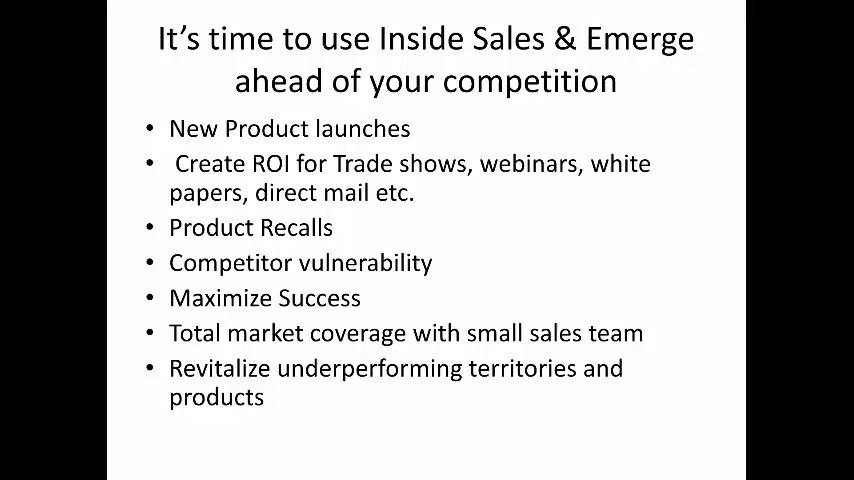 It’s time to use Inside Sales & Emerge
ahead of your competition
• New Product launches
• Create ROI for Trade shows, webinars, white
papers, direct mail etc.
• Product Recalls
• Competitor vulnerability
• Maximize Success
• Total market coverage with small sales team
• Revitalize underperforming territories and
products